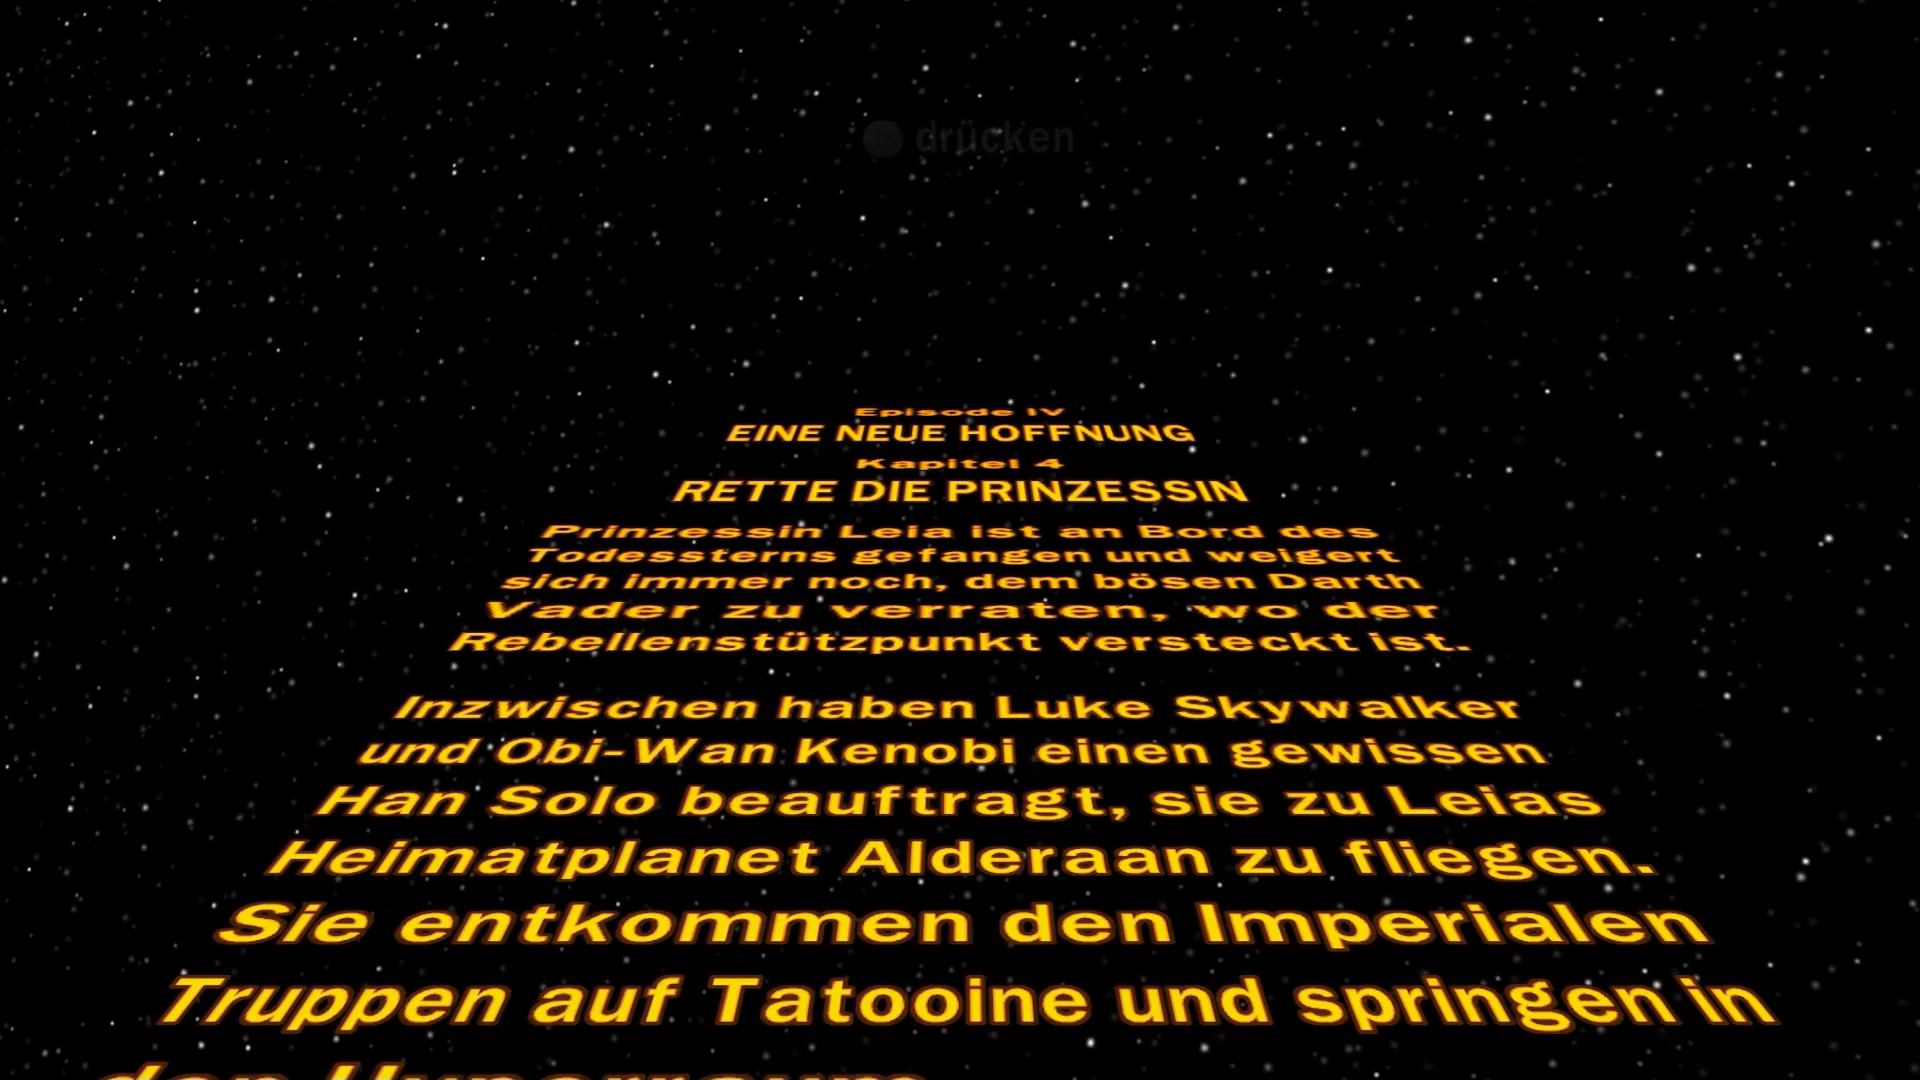 drücken
Episode IV
EINE NEUE HOFFNUNG
Kapitel 4
RETTE DIE PRINZESSIN
Prinzessin Leia ist an Bord des
Todessterns gefangen und weigert
sich immer noch, dem bösen Darth
Vader zu verraten, wo der
Rebellenstützpunkt versteckt ist.
Inzwischen haben Luke Skywalker
und Obi-Wan Kenobi einen gewissen
Han Solo beauftragt, sie zu Leias
Heimatplanet Alderaan zu fliegen.
Sie entkommen den Imperialen
Truppen auf Tatooine und springen in
den Hyperraum